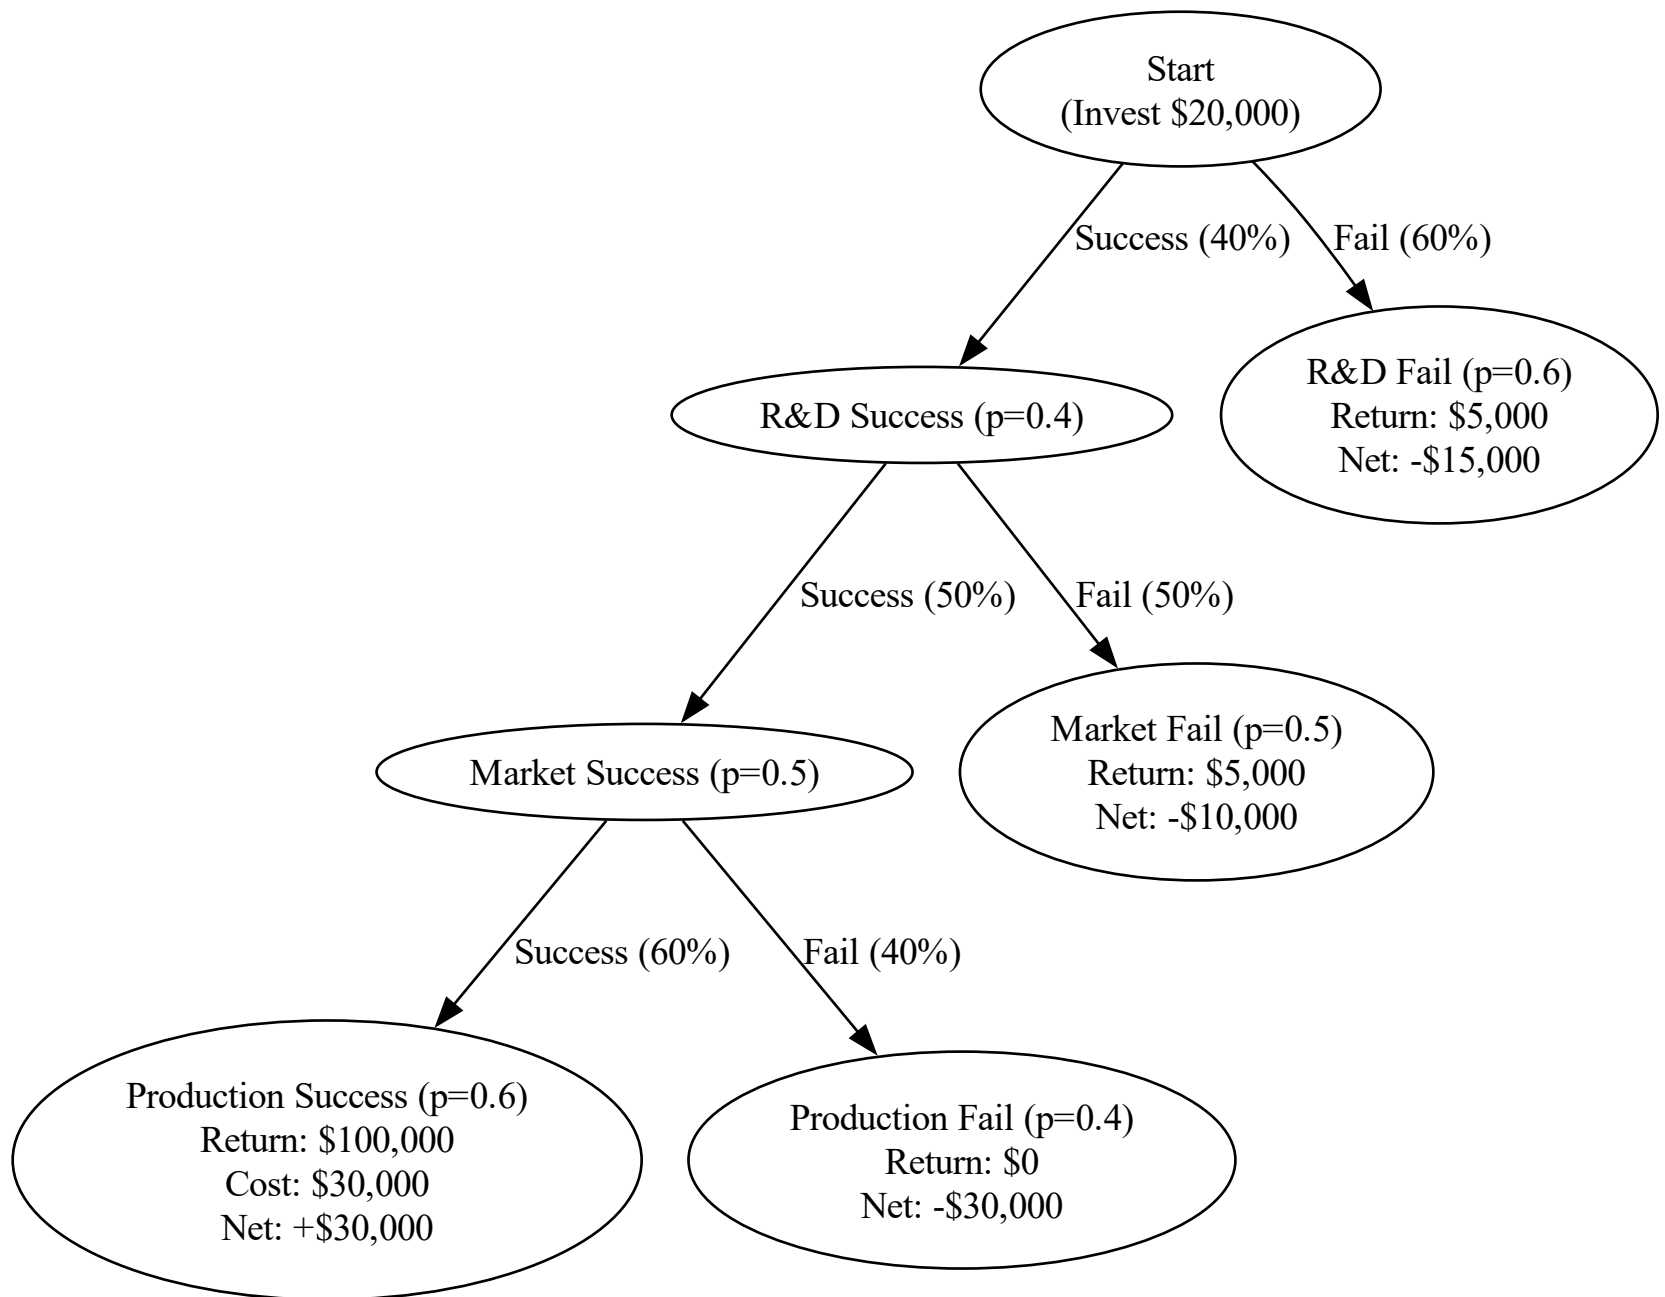 Start
(Invest $20,000)
Success (40%)
Fail (60%)
R&D Success (p=0.4)
R&D Fail (p=0.6)
Return: $5,000
Net: -$15,000
Success (50%)
Fail (50%)
Market Success (p=0.5)
Market Fail (p=0.5)
Return: $5,000
Net: -$10,000
Success (60%)
Fail (40%)
Production Success (p=0.6)
Return: $100,000
Cost: $30,000
Net: +$30,000
Production Fail (p=0.4)
Return: $0
Net: -$30,000